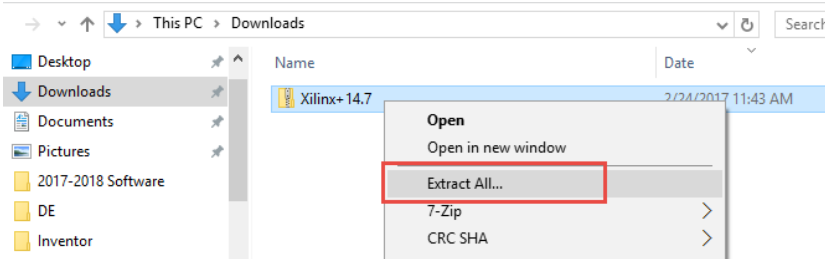 This PC > Downloads
Search
Desktop
Downloads
Documents
Pictures
2017-2018 Software
DE
Inventor
Name
Date
Xilinx+14.7
2/24/2017 11:43 AM
Open
Open in new window
Extract All...
7-Zip
CRC SHA